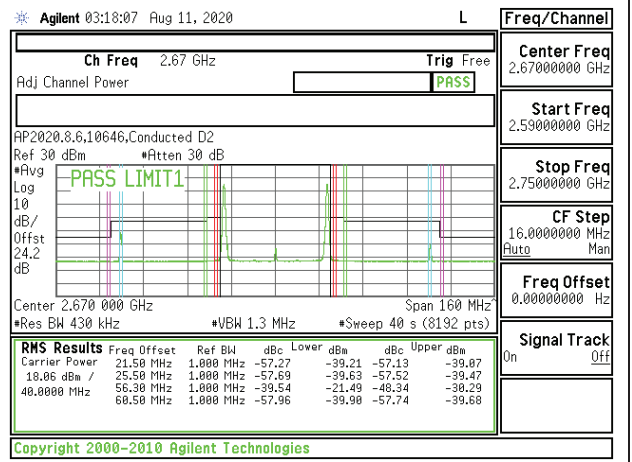 Agilent 03:18:07 Aug 11, 2020 L
Freq/Channel
Ch Freq 2.67 GHz Trig Free
Adj Channel Power PASS
Center Freq
2.67000000 GHz
Start Freq
2.59000000 GHz
Stop Freq
2.75000000 GHz
CF Step
16.0000000 MHz
Auto Man
Freq Offset
0.00000000 Hz
Signal Track
On Off
AP2020.8.6,10646,Conducted D2
Ref 30 dBm #Atten 30 dB
#Avg
Log
10
dB/
Offst
24.2
dB
PASS LIMIT1
Center 2.670 000 GHz Span 160 MHz^
#Res BW 430 kHz #VBW 1.3 MHz #Sweep 40 s (8192 pts)
RMS Results Freq Offset Ref BW dBc Lower dBm dBc Upper dBm
Carrier Power 21.50 MHz 1.000 MHz -57.27 -39.21 -57.13 -39.07
18.06 dBm / 25.50 MHz 1.000 MHz -57.69 -39.63 -57.52 -39.47
40.0000 MHz 56.30 MHz 1.000 MHz -39.54 -21.49 -48.34 -30.29
60.50 MHz 1.000 MHz -57.96 -39.90 -57.74 -39.68
Copyright 2000-2010 Agilent Technologies